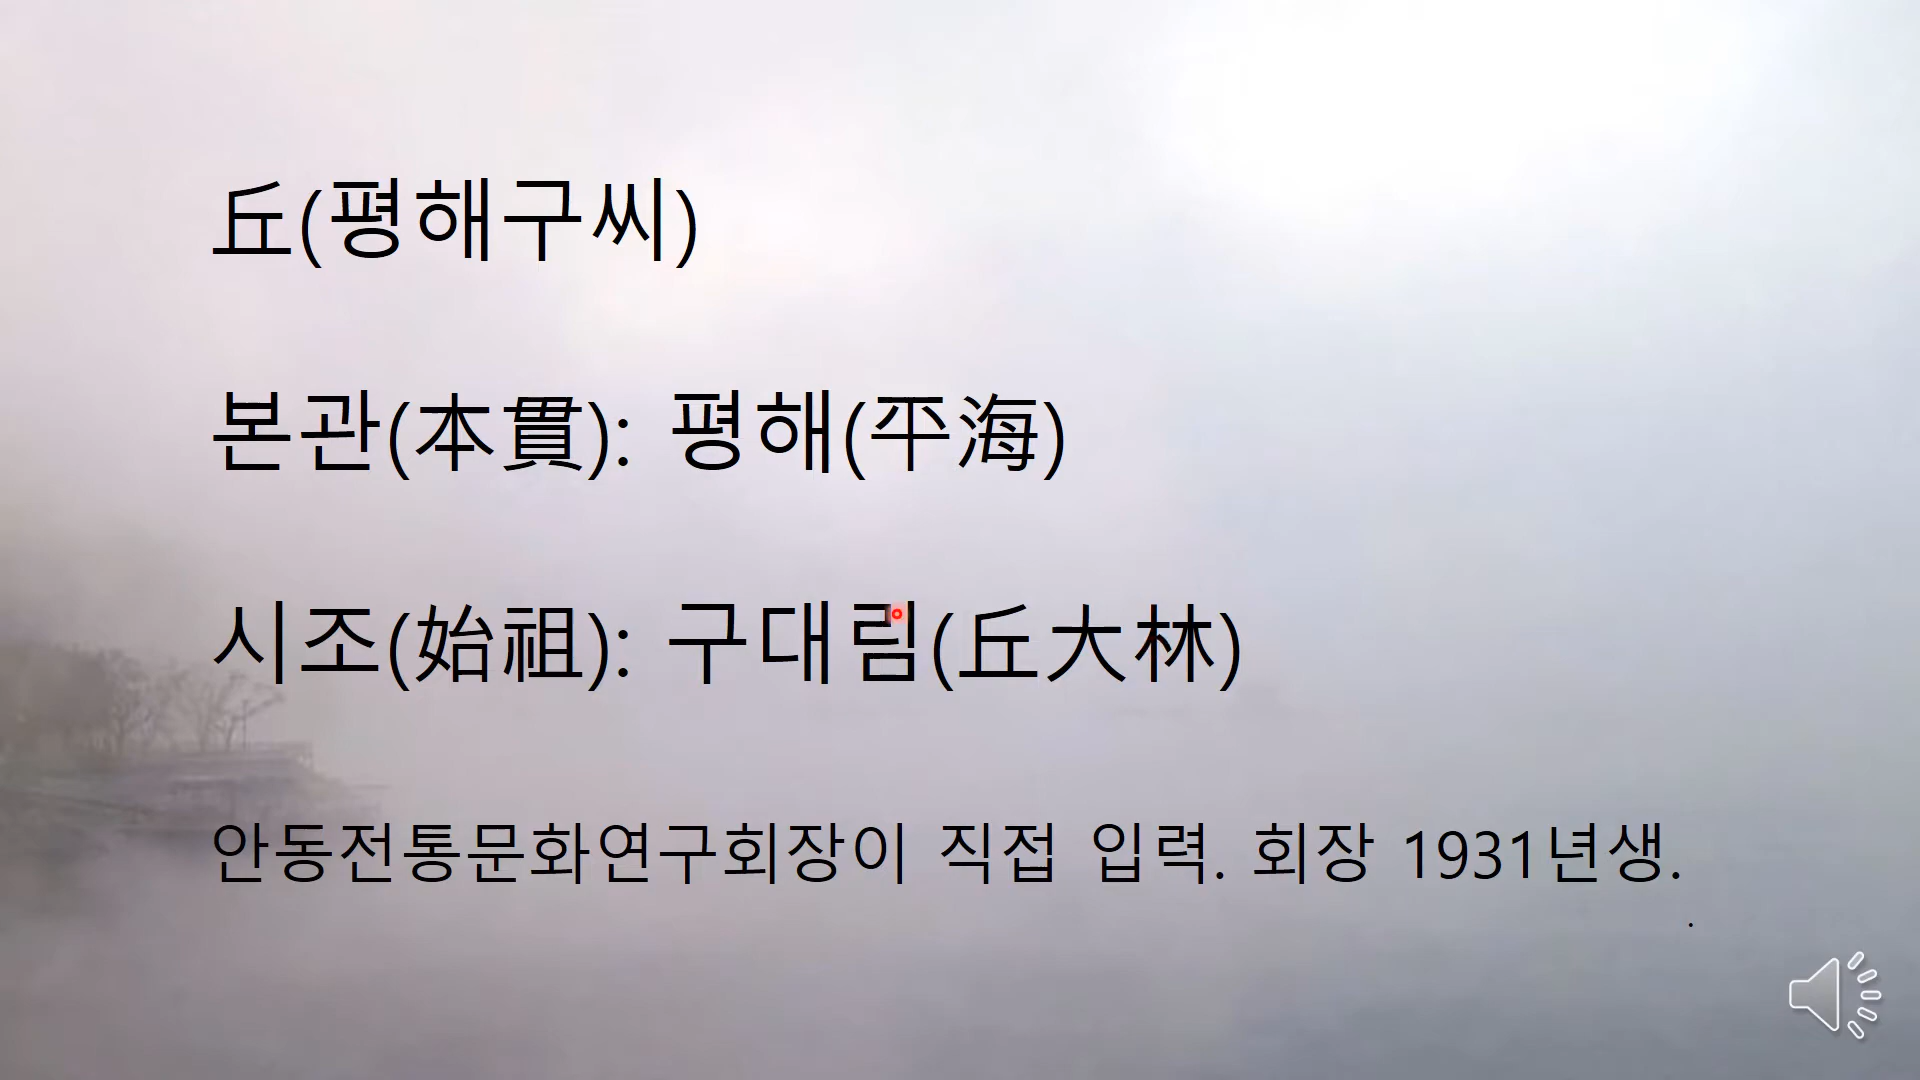 丘(평해구씨)
본관(本貫): 평해(平海)
시조(始祖): 구대림(丘大林)
안동전통문화연구회장이 직접 입력. 회장 1931년생.
.